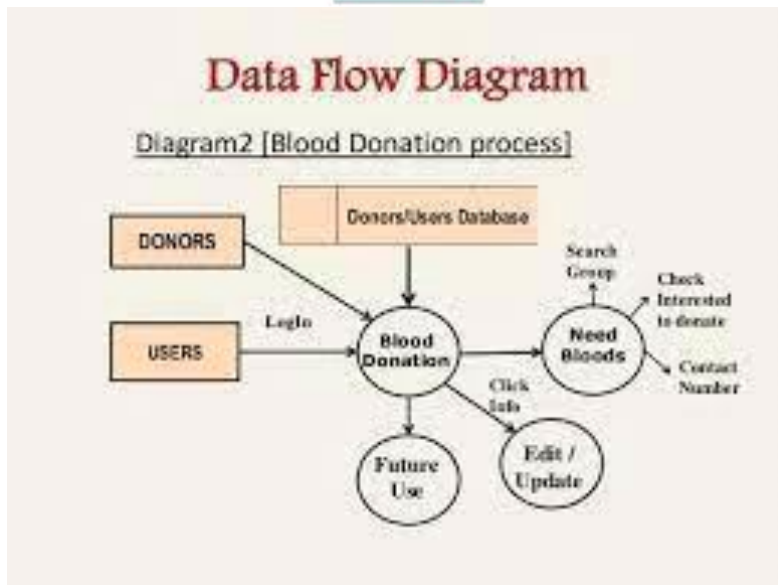 Data Flow Diagram
Diagram2 [Blood Donation process]
Donors/Users Database
DONORS
Search
Group
Check
Interested
to donate
LogIn
USERS
Blood
Donation
Need
Bloods
Contact
Number
Click
Info
Future
Use
Edit /
Update